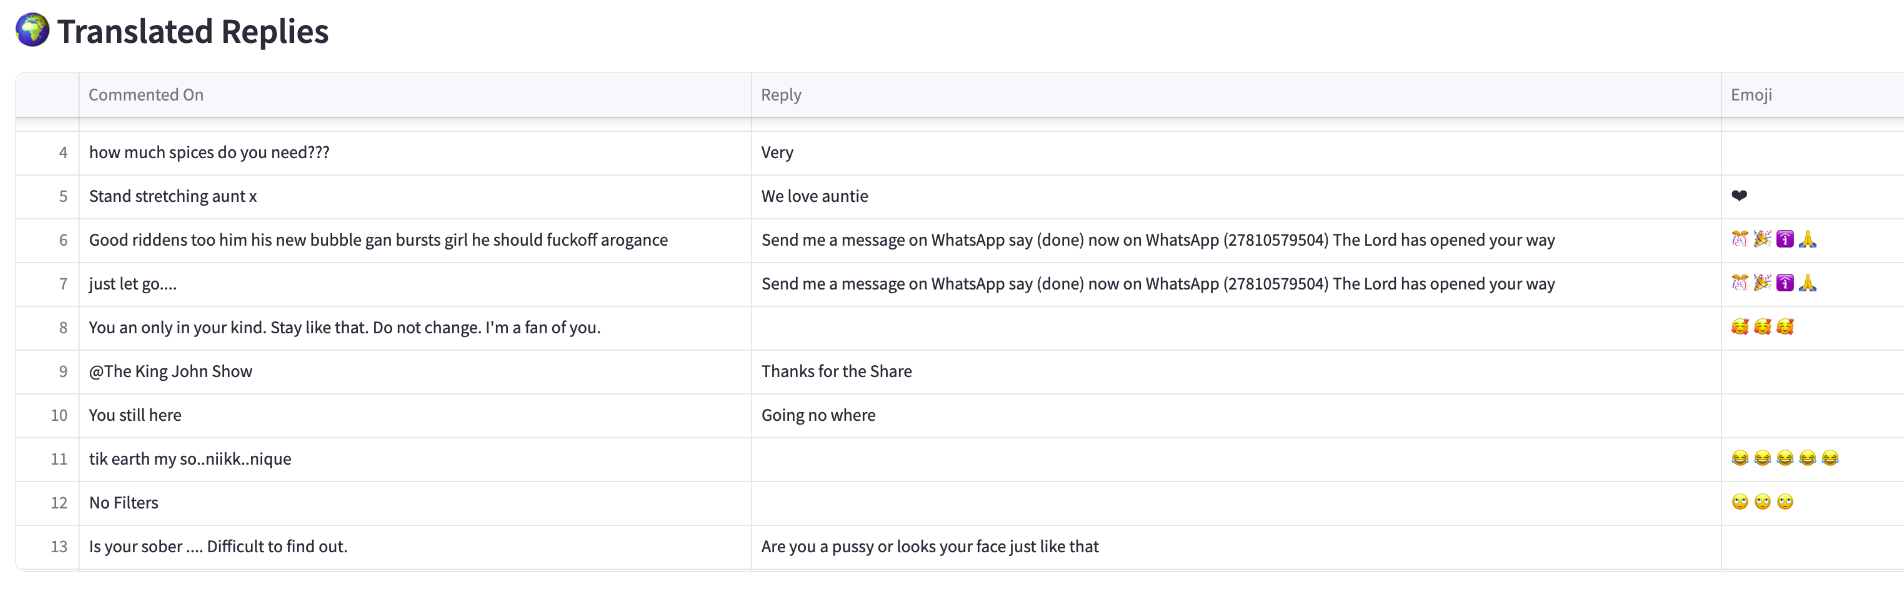 🌍 Translated Replies
Commented On Reply Emoji
4 how much spices do you need??? Very
5 Stand stretching aunt x We love auntie ❤
6 Good riddens too him his new bubble gan bursts girl he should fuckoff arogance Send me a message on WhatsApp say (done) now on WhatsApp (27810579504) The Lord has opened your way 🎊 🎉 🛐 🙏
7 just let go.... Send me a message on WhatsApp say (done) now on WhatsApp (27810579504) The Lord has opened your way 🎊 🎉 🛐 🙏
8 You an only in your kind. Stay like that. Do not change. I'm a fan of you. 🥰 🥰 🥰
9 @The King John Show Thanks for the Share
10 You still here Going no where
11 tik earth my so..niikk..nique 😂 😂 😂 😂 😂
12 No Filters 🙄 🙄 🙄
13 Is your sober .... Difficult to find out. Are you a pussy or looks your face just like that